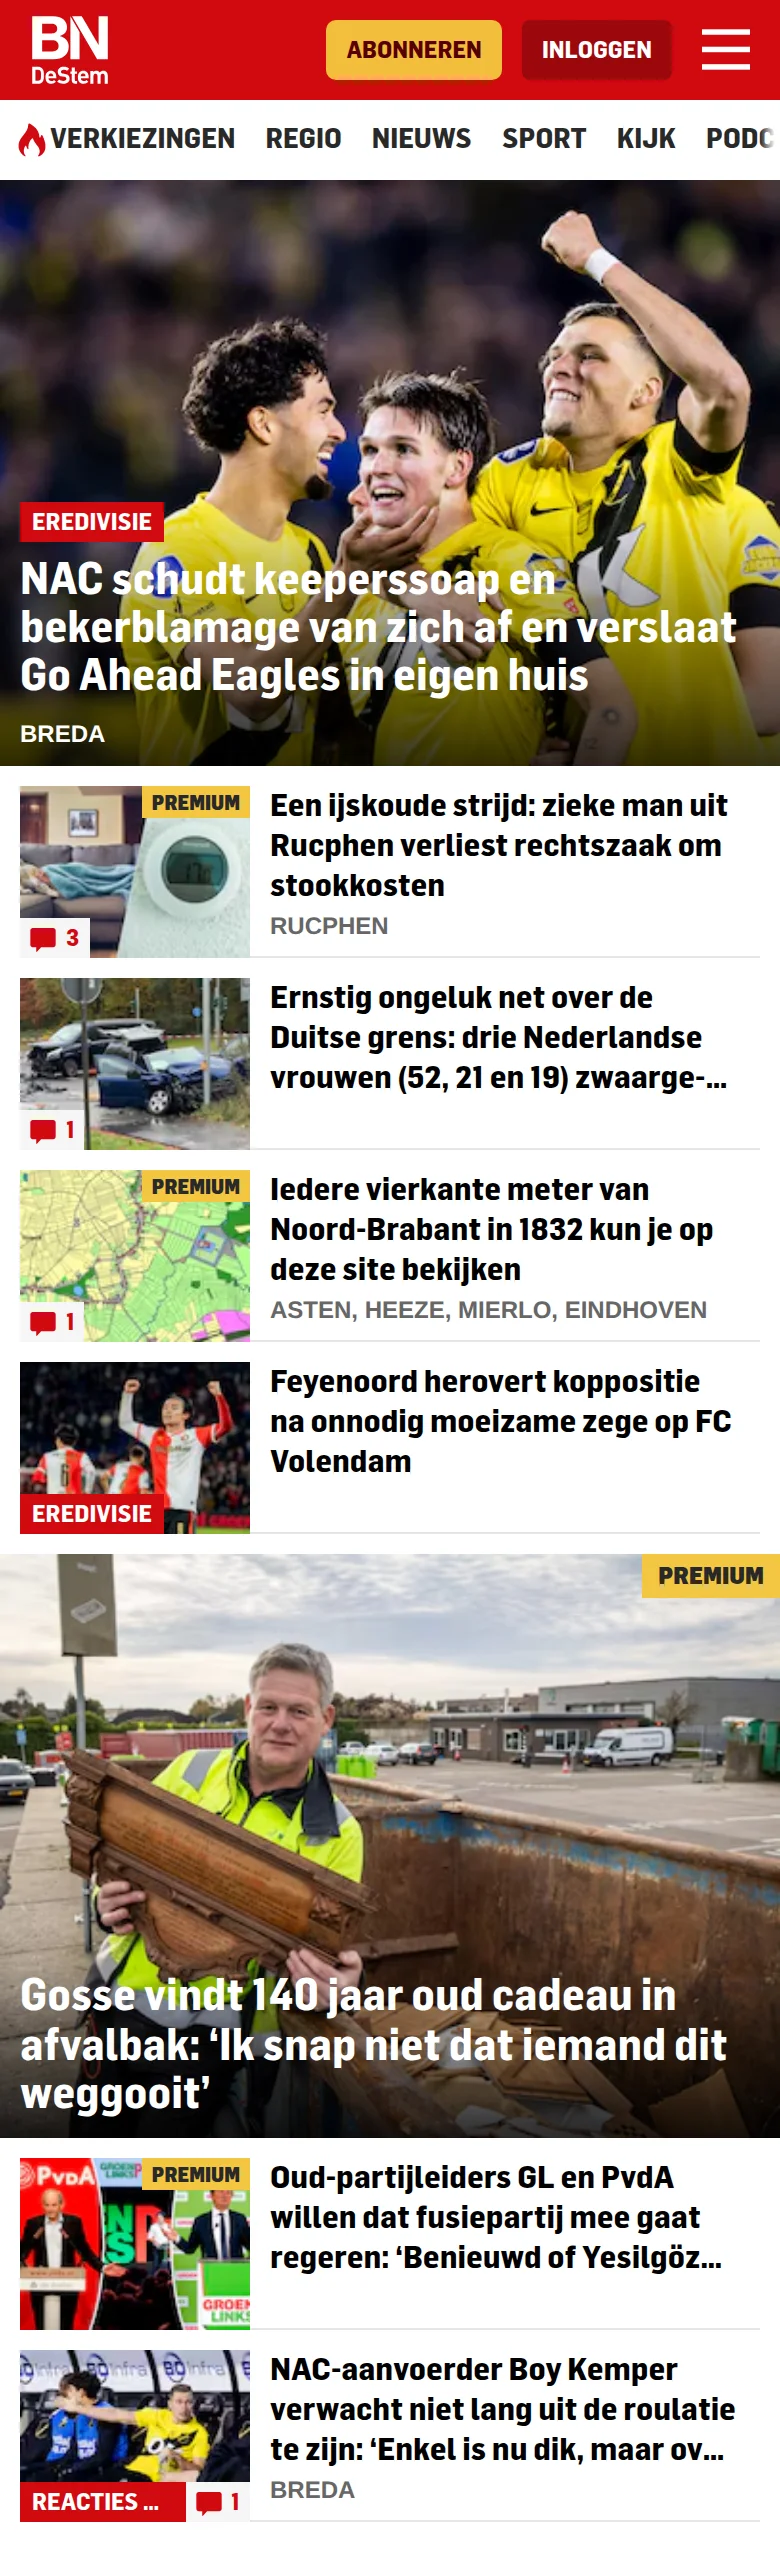 BN
DeStem
ABONNEREN
INLOGGEN
VERKIEZINGEN REGIO NIEUWS SPORT KIJK PODC
EREDIVISIE
NAC schudt keeperssoap en
bekerblamage van zich af en verslaat
Go Ahead Eagles in eigen huis
BREDA
PREMIUM
3
Een ijskoude strijd: zieke man uit
Rucphen verliest rechtszaak om
stookkosten
RUCPHEN
1
Ernstig ongeluk net over de
Duitse grens: drie Nederlandse
vrouwen (52, 21 en 19) zwaarge-...
PREMIUM
1
Iedere vierkante meter van
Noord-Brabant in 1832 kun je op
deze site bekijken
ASTEN, HEEZE, MIERLO, EINDHOVEN
EREDIVISIE
Feyenoord herovert koppositie
na onnodig moeizame zege op FC
Volendam
PREMIUM
Gosse vindt 140 jaar oud cadeau in
afvalbak: ‘Ik snap niet dat iemand dit
weggooit’
PvdA
PREMIUM
GROEN
LINKS
Oud-partijleiders GL en PvdA
willen dat fusiepartij mee gaat
regeren: ‘Benieuwd of Yesilgöz...
REACTIES ...
1
NAC-aanvoerder Boy Kemper
verwacht niet lang uit de roulatie
te zijn: ‘Enkel is nu dik, maar ov...
BREDA